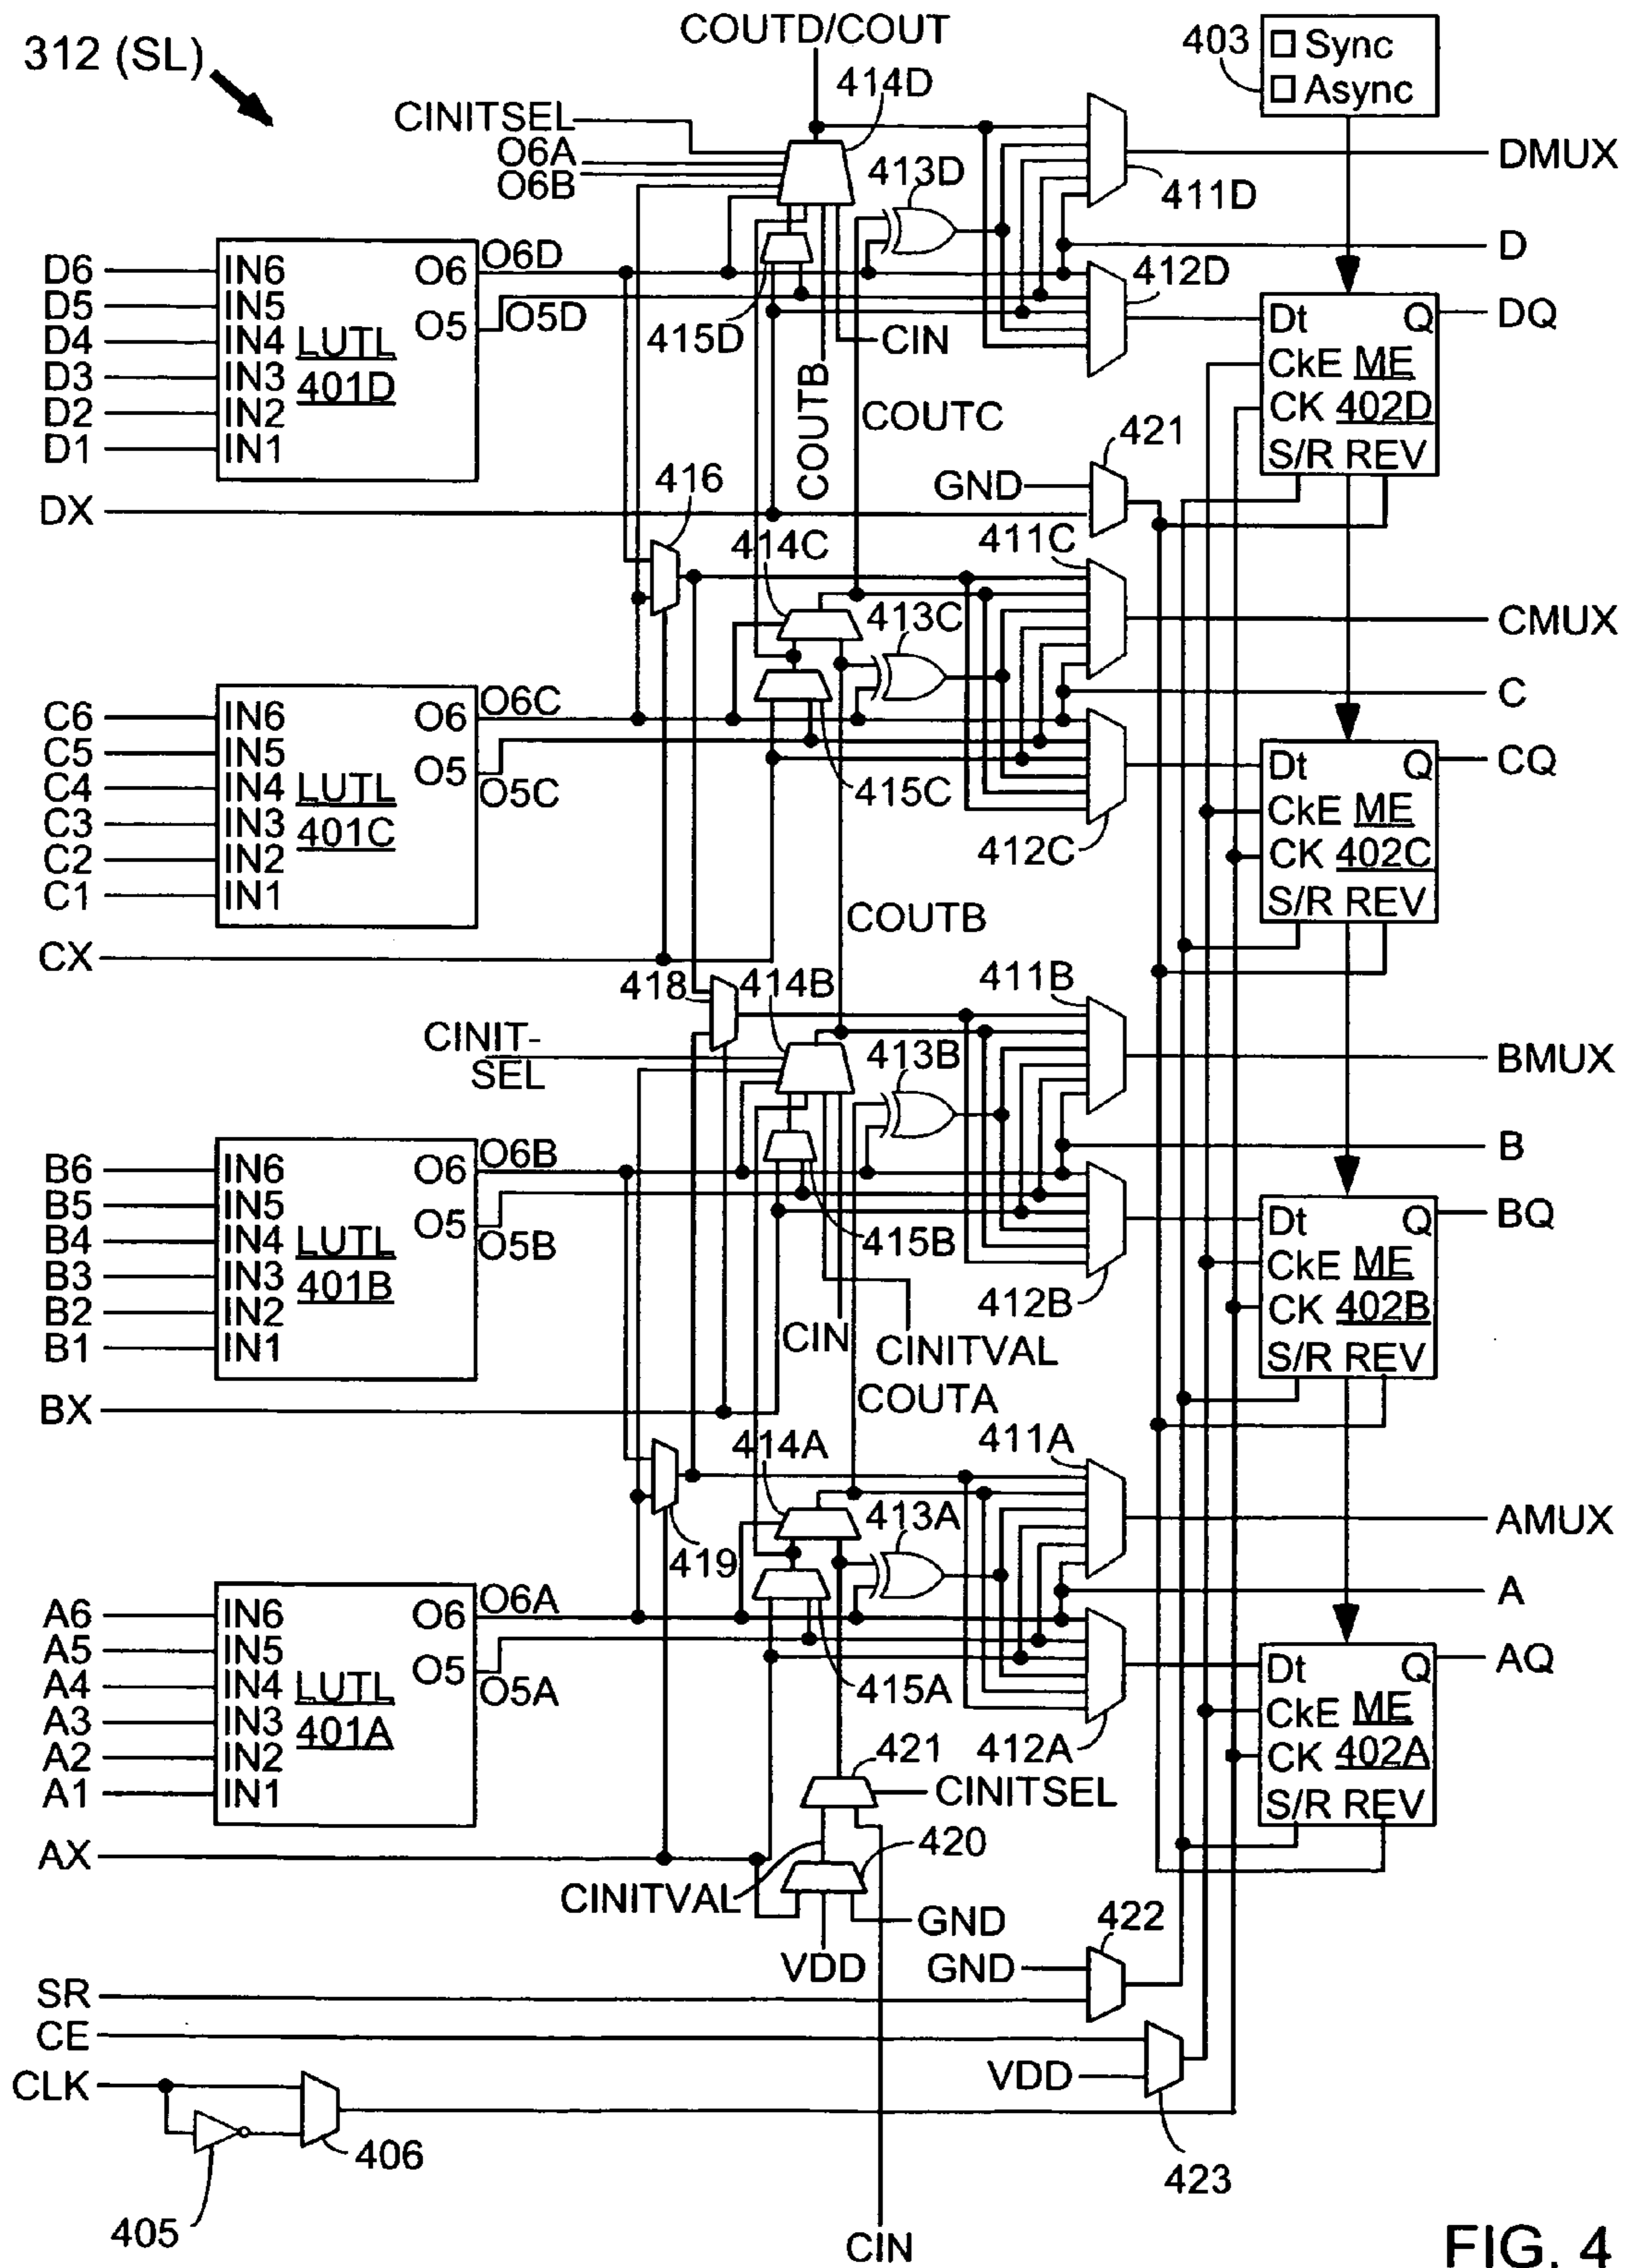 COUTD/COUT
312 (SL)
403
Sync
Async
414D
CINITSEL
O6A
O6B
413D
411D
DMUX
D
O6D
O5D
D6 IN6 O6
D5 IN5
D4 IN4 LUTL O5
D3 IN3 401D
D2 IN2
D1 IN1
415D
CIN
412D
Dt Q
DQ
CkE ME
CK 402D
S/R REV
COUTB
COUTC
421
GND
DX
416
414C
411C
413C
CMUX
C
O6C
O5C
C6 IN6 O6
C5 IN5
C4 IN4 LUTL O5
C3 IN3 401C
C2 IN2
C1 IN1
415C
412C
Dt Q
CQ
CkE ME
CK 402C
S/R REV
COUTB
CX
418
414B
411B
CINIT-
SEL
413B
BMUX
B
O6B
O5B
B6 IN6 O6
B5 IN5
B4 IN4 LUTL O5
B3 IN3 401B
B2 IN2
B1 IN1
415B
412B
Dt Q
BQ
CkE ME
CK 402B
S/R REV
CIN
CINITVAL
COUTA
BX
414A
411A
413A
419
AMUX
A
O6A
O5A
A6 IN6 O6
A5 IN5
A4 IN4 LUTL O5
A3 IN3 401A
A2 IN2
A1 IN1
415A
412A
Dt Q
AQ
CkE ME
CK 402A
S/R REV
421
CINITSEL
AX
420
CINITVAL
GND
VDD
422
GND
SR
CE
VDD
CLK
406
423
405
CIN
FIG. 4